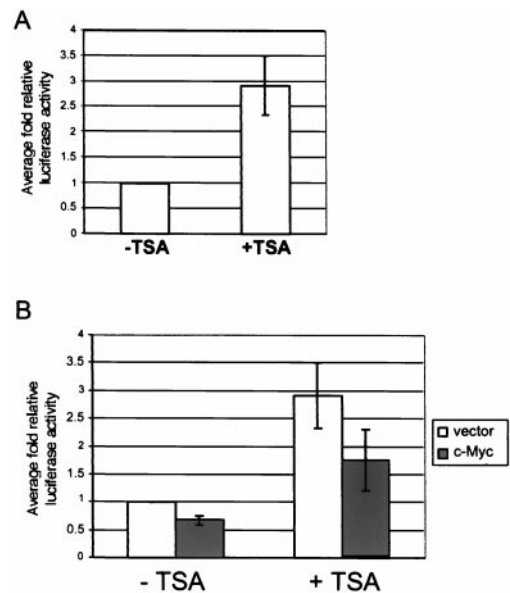 A
Average fold relative
luciferase activity
4
3.5
3
2.5
2
1.5
1
0.5
0
-TSA
+TSA
B
Average fold relative
luciferase activity
4
3.5
3
2.5
2
1.5
1
0.5
0
vector
c-Myc
- TSA
+ TSA